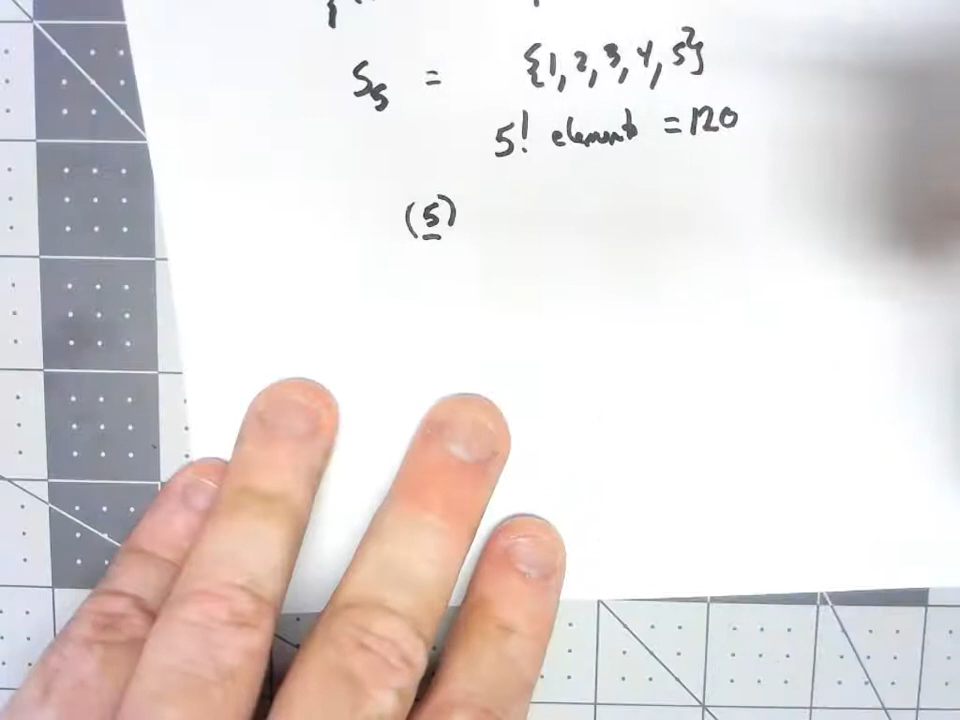 S₅ = {1, 2, 3, 4, 5}
5! elements = 120
(5)